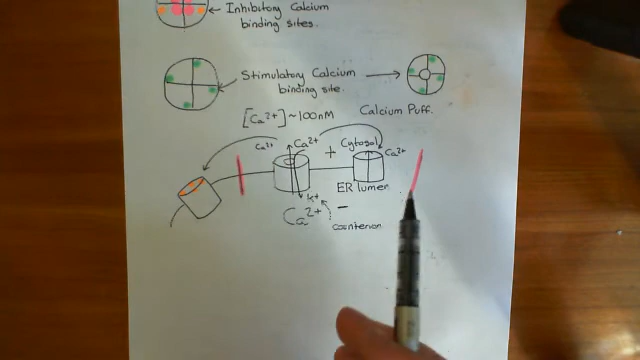 Inhibitory Calcium
binding sites.
Stimulatory Calcium
binding site.
[Ca²⁺]~100nM
Calcium Puff.
Ca²⁺
Ca²⁺
+
Cytosol
Ca²⁺
ER lumen
K+
Ca²⁺
−
counterion